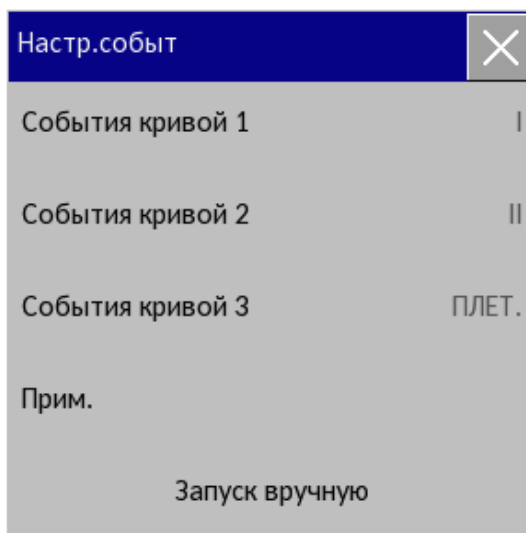 Настр.событ
События кривой 1 I
События кривой 2 II
События кривой 3 ПЛЕТ.
Прим.
Запуск вручную